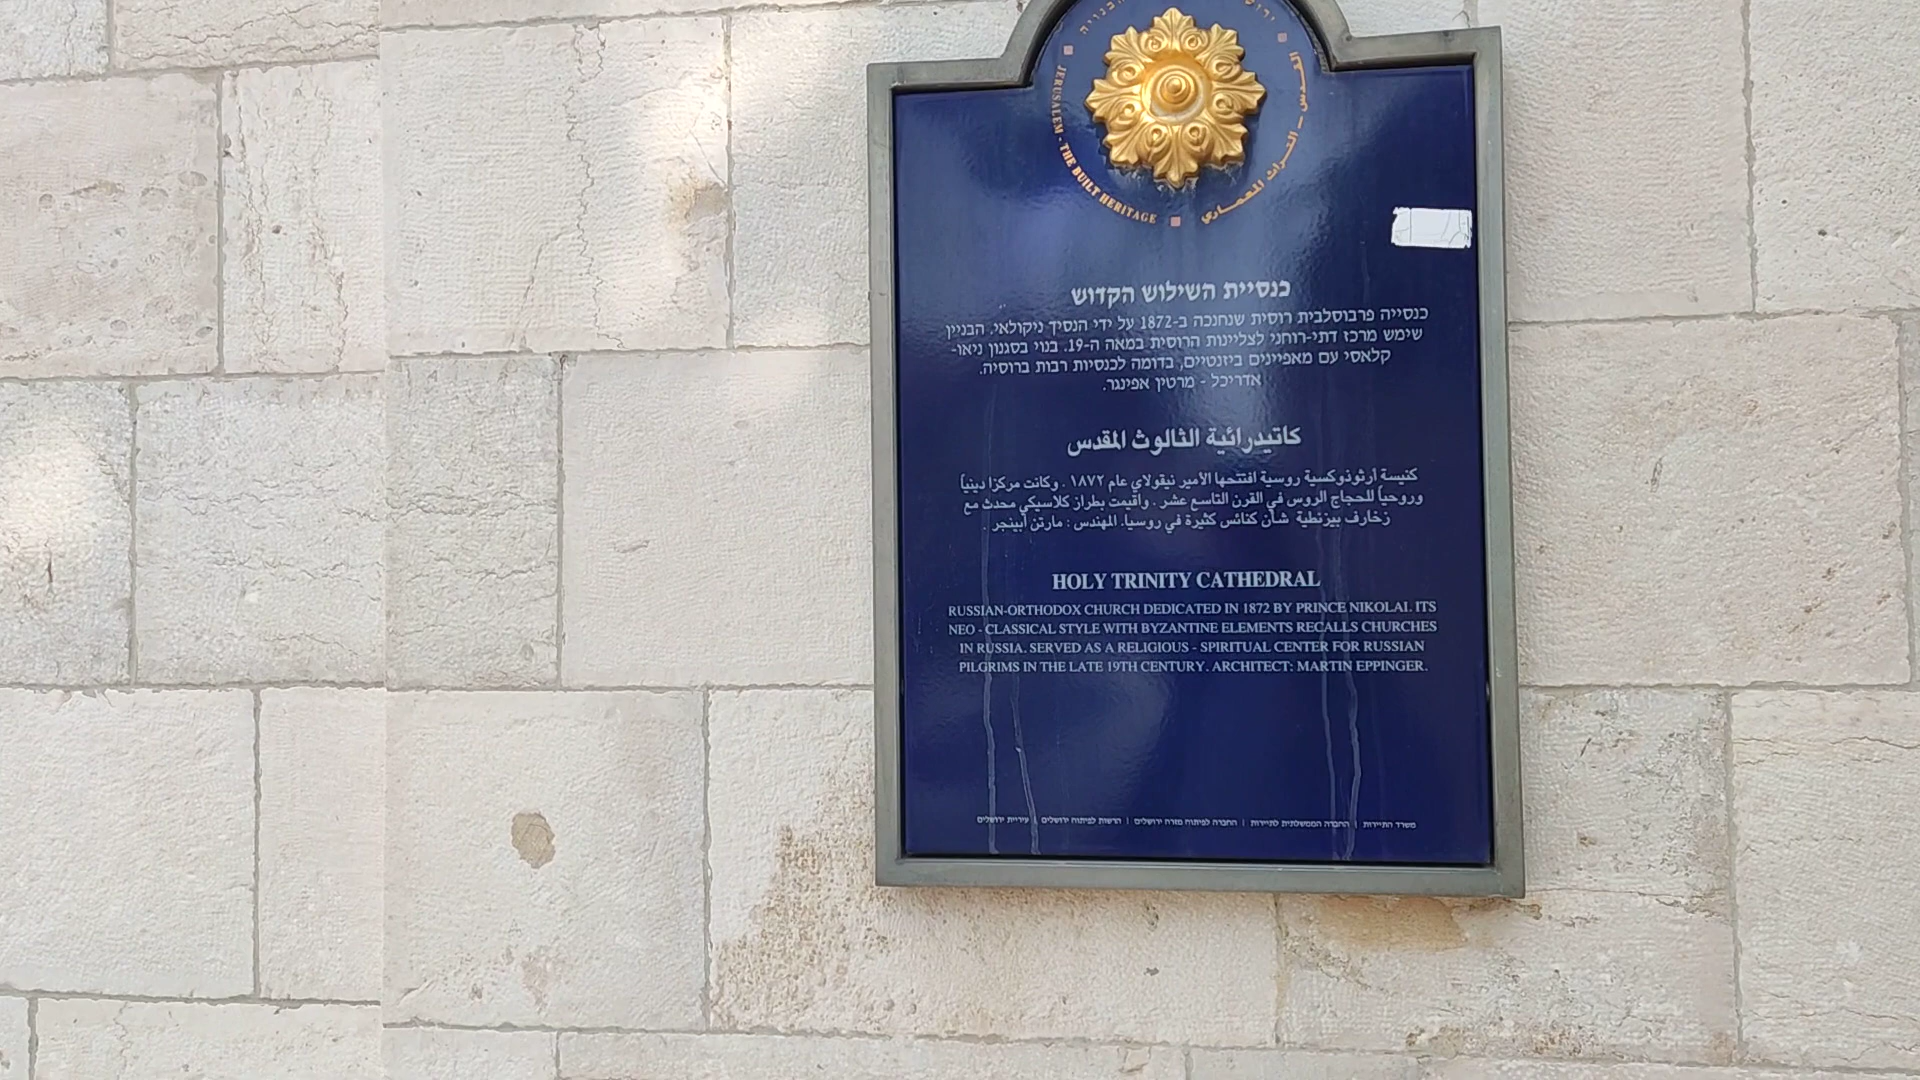 JERUSALEM - THE BUILT HERITAGE
القدس - التراث المعماري
כנסיית השילוש הקדוש
כנסייה פרבוסלבית רוסית שנחנכה ב-1872 על ידי הנסיך ניקולאי. הבניין
שימש מרכז דתי-רוחני לצליינות הרוסית במאה ה-19. בנוי בסגנון ניאו-
קלאסי עם מאפיינים ביזנטיים, בדומה לכנסיות רבות ברוסיה.
אדריכל - מרטין אפינגר.
كاتيدرائية الثالوث المقدس
كنيسة أرثوذوكسية روسية افتتحها الأمير نيقولاي عام ١٨٧٢ . وكانت مركزا دينياً
وروحياً للحجاج الروس في القرن التاسع عشر . واقيمت بطراز كلاسيكي محدث مع
زخارف بيزنطية شأن كنائس كثيرة في روسيا. المهندس : مارتن أبينجر .
HOLY TRINITY CATHEDRAL
RUSSIAN-ORTHODOX CHURCH DEDICATED IN 1872 BY PRINCE NIKOLAI. ITS
NEO - CLASSICAL STYLE WITH BYZANTINE ELEMENTS RECALLS CHURCHES
IN RUSSIA. SERVED AS A RELIGIOUS - SPIRITUAL CENTER FOR RUSSIAN
PILGRIMS IN THE LATE 19TH CENTURY. ARCHITECT: MARTIN EPPINGER.
משרד התיירות | החברה הממשלתית לתיירות | החברה לפיתוח מזרח ירושלים | הרשות לפיתוח ירושלים | עיריית ירושלים